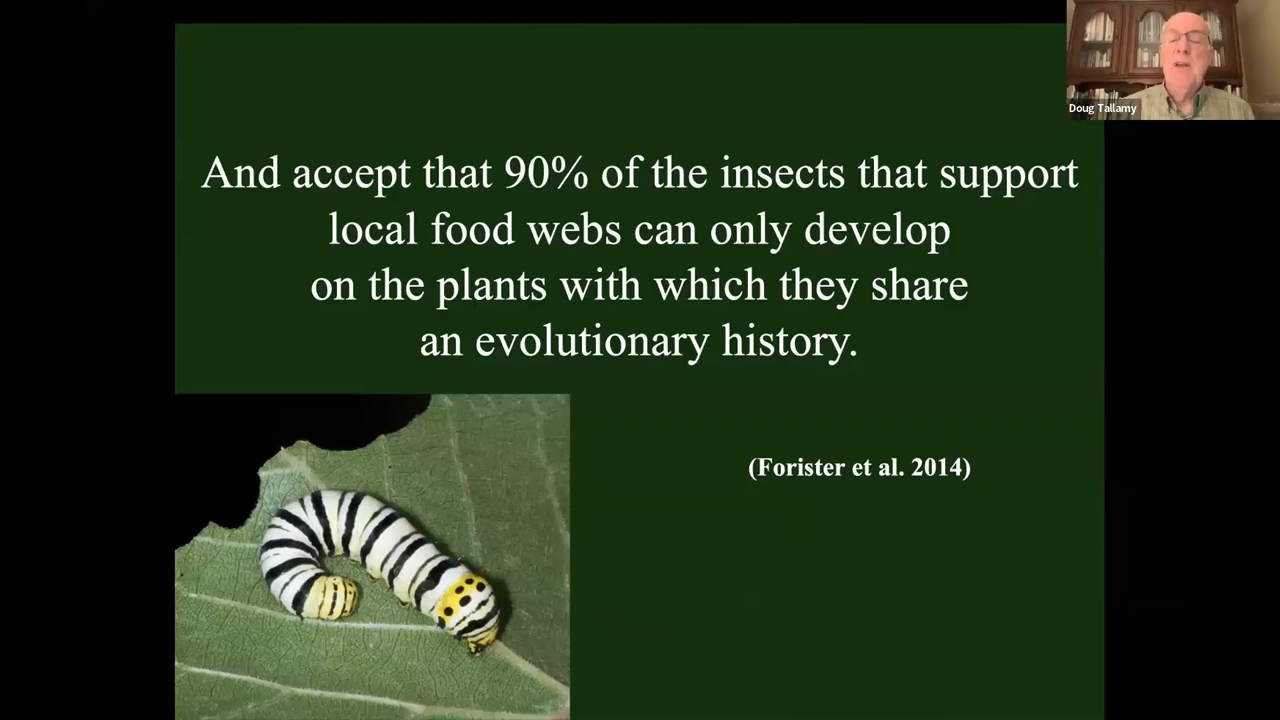 Doug Tallamy
And accept that 90% of the insects that support
local food webs can only develop
on the plants with which they share
an evolutionary history.
(Forister et al. 2014)